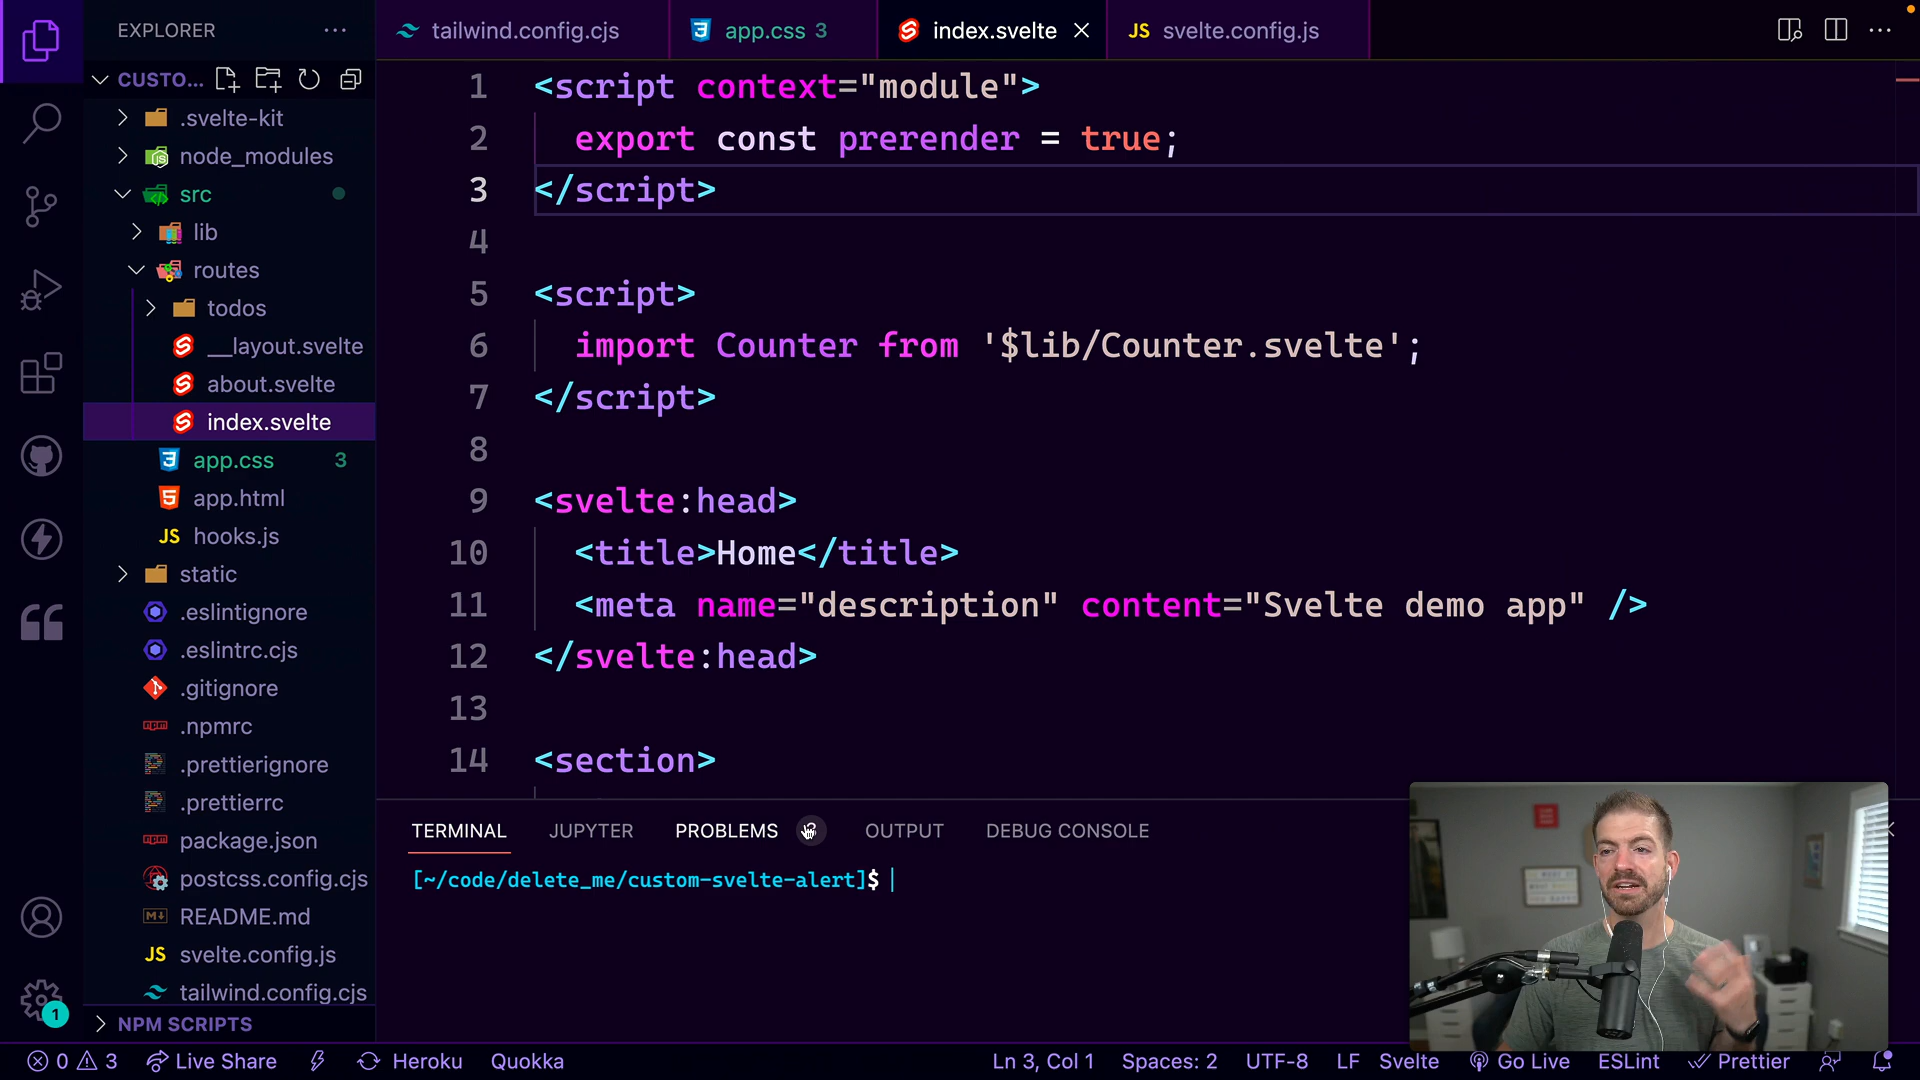 EXPLORER
CUSTO...
.svelte-kit
node_modules
src
lib
routes
todos
__layout.svelte
about.svelte
index.svelte
app.css 3
app.html
JS hooks.js
static
.eslintignore
.eslintrc.cjs
.gitignore
.npmrc
.prettierignore
.prettierrc
package.json
postcss.config.cjs
README.md
JS svelte.config.js
tailwind.config.cjs
NPM SCRIPTS
1
tailwind.config.cjs
app.css 3
index.svelte
JS svelte.config.js
1 <script context="module">
2 export const prerender = true;
3 </script>
4
5 <script>
6 import Counter from '$lib/Counter.svelte';
7 </script>
8
9 <svelte:head>
10 <title>Home</title>
11 <meta name="description" content="Svelte demo app" />
12 </svelte:head>
13
14 <section>
TERMINAL JUPYTER PROBLEMS 3 OUTPUT DEBUG CONSOLE
[~/code/delete_me/custom-svelte-alert]$
0 3 Live Share Heroku Quokka Ln 3, Col 1 Spaces: 2 UTF-8 LF Svelte Go Live ESLint Prettier